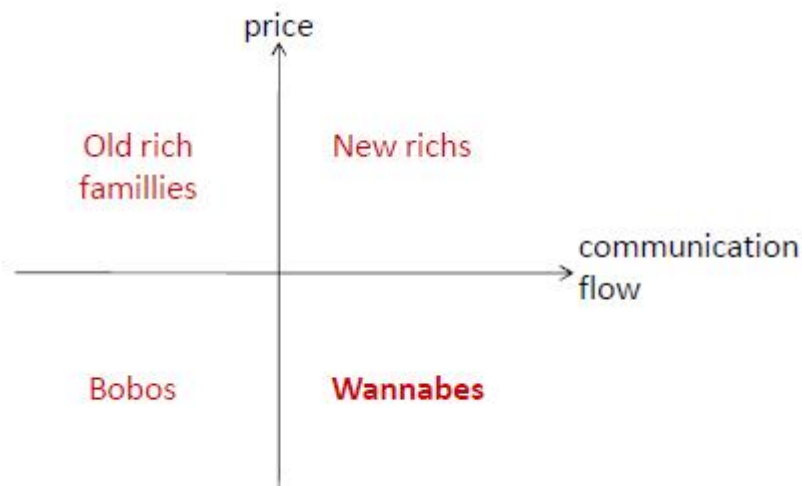 price
Old rich
famillies
New richs
communication
flow
Bobos
Wannabes